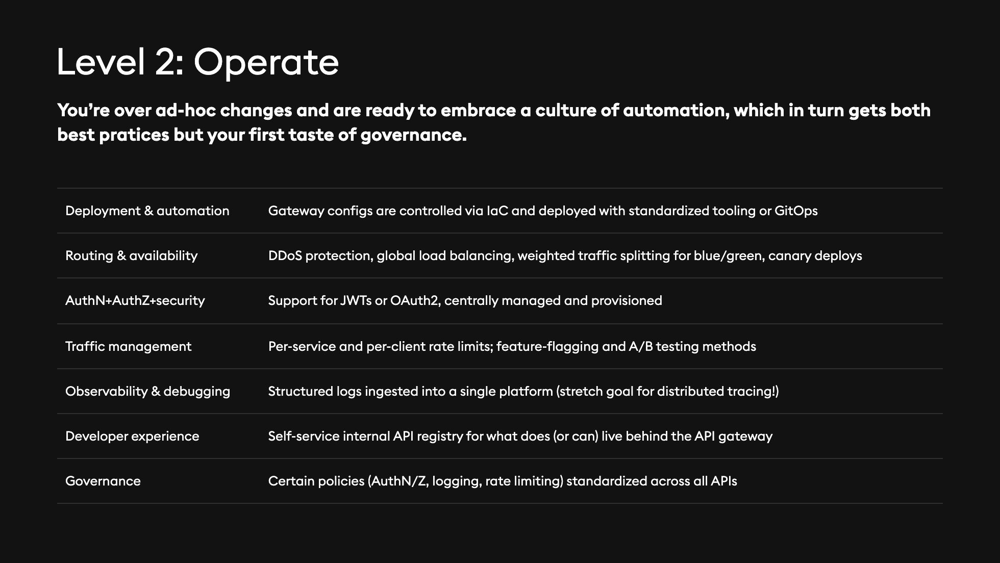 Level 2: Operate
You’re over ad-hoc changes and are ready to embrace a culture of automation, which in turn gets both
best pratices but your first taste of governance.
Deployment & automation Gateway configs are controlled via IaC and deployed with standardized tooling or GitOps
Routing & availability DDoS protection, global load balancing, weighted traffic splitting for blue/green, canary deploys
AuthN+AuthZ+security Support for JWTs or OAuth2, centrally managed and provisioned
Traffic management Per-service and per-client rate limits; feature-flagging and A/B testing methods
Observability & debugging Structured logs ingested into a single platform (stretch goal for distributed tracing!)
Developer experience Self-service internal API registry for what does (or can) live behind the API gateway
Governance Certain policies (AuthN/Z, logging, rate limiting) standardized across all APIs